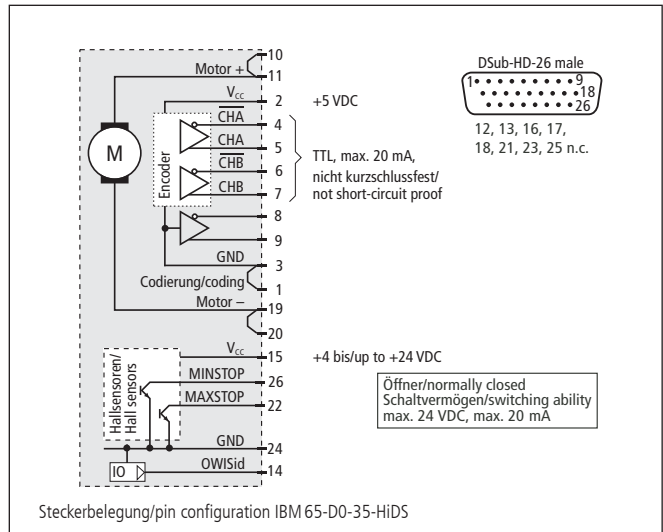 10
Motor +
11
Vcc
2
+5 VDC
CHA
4
CHA
5
CHB
6
CHB
7
TTL, max. 20 mA,
nicht kurzschlussfest/
not short-circuit proof
Encoder
M
8
9
GND
3
Codierung/coding
1
Motor –
19
20
Vcc
15
+4 bis/up to +24 VDC
Hallsensoren/
Hall sensors
MINSTOP
26
MAXSTOP
22
GND
24
IO
OWISid
14
DSub-HD-26 male
1
9
18
26
12, 13, 16, 17,
18, 21, 23, 25 n.c.
Öffner/normally closed
Schaltvermögen/switching ability
max. 24 VDC, max. 20 mA
Steckerbelegung/pin configuration IBM 65-D0-35-HiDS